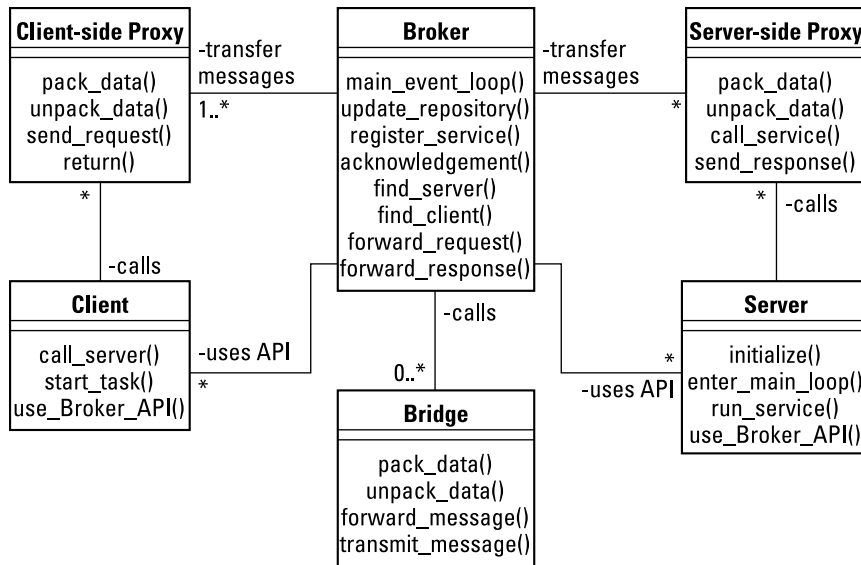 Client-side Proxy
pack_data()
unpack_data()
send_request()
return()
-transfer
messages
1..*
Broker
main_event_loop()
update_repository()
register_service()
acknowledgement()
find_server()
find_client()
forward_request()
forward_response()
-transfer
messages
*
Server-side Proxy
pack_data()
unpack_data()
call_service()
send_response()
*
-calls
*
-calls
Client
call_server()
start_task()
use_Broker_API()
-uses API
*
-calls
0..*
Bridge
pack_data()
unpack_data()
forward_message()
transmit_message()
*
-uses API
Server
initialize()
enter_main_loop()
run_service()
use_Broker_API()